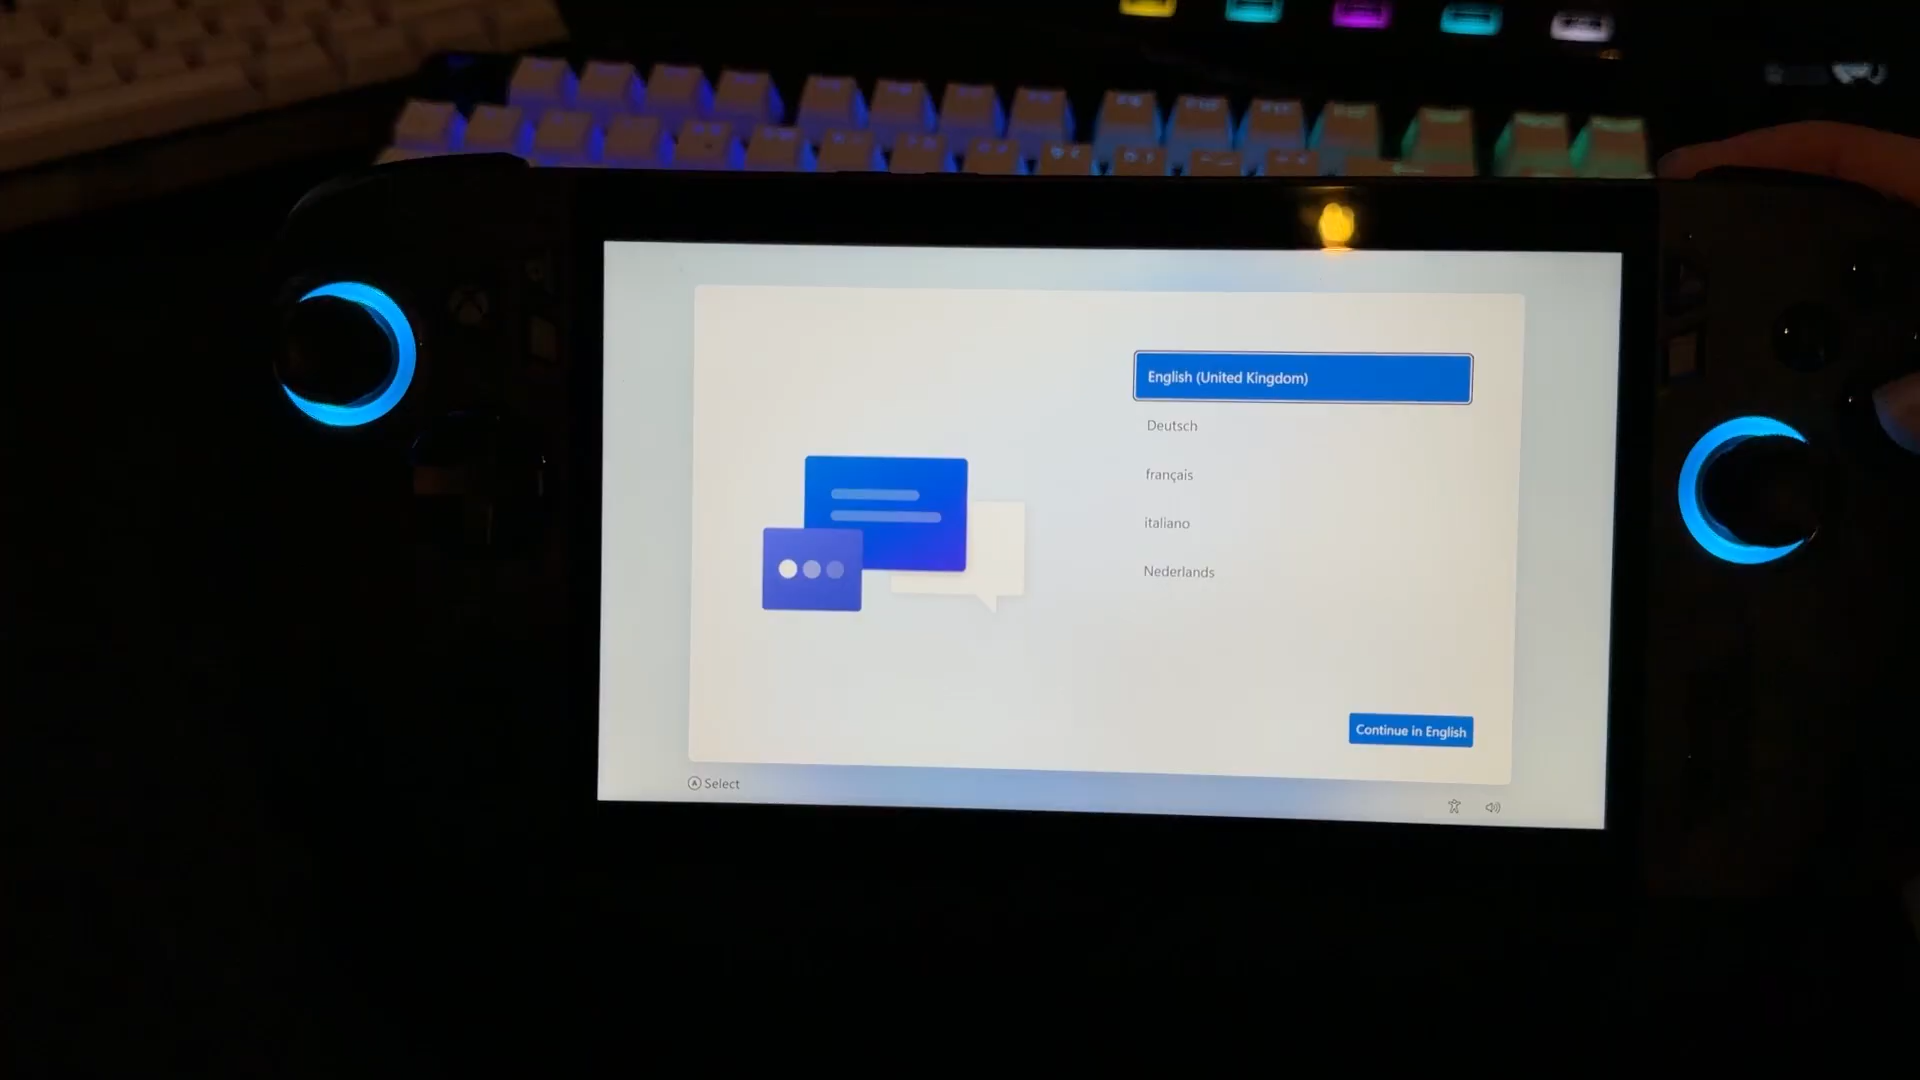 English (United Kingdom)
Deutsch
français
italiano
Nederlands
Continue in English
A Select